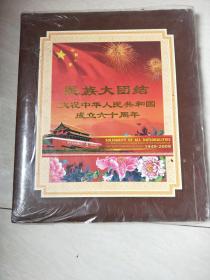 民族大团结
庆祝中华人民共和国
成立六十周年
SOLIDARITY OF ALL NATIONALITIES
1949-2009